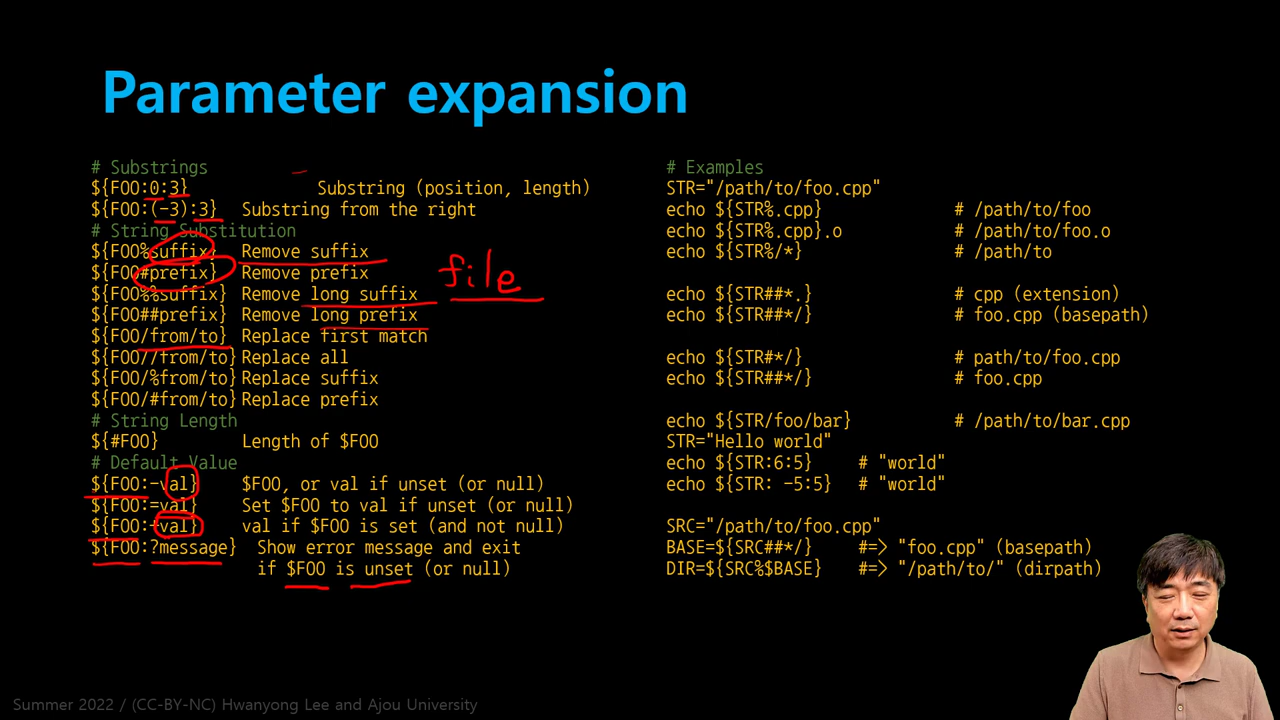 Parameter expansion
# Substrings
${FOO:0:3} Substring (position, length)
${FOO:(-3):3} Substring from the right
# String Substitution
${FOO%suffix} Remove suffix
${FOO#prefix} Remove prefix
file
${FOO%%suffix} Remove long suffix
${FOO##prefix} Remove long prefix
${FOO/from/to} Replace first match
${FOO//from/to} Replace all
${FOO/%from/to} Replace suffix
${FOO/#from/to} Replace prefix
# String Length
${#FOO} Length of $FOO
# Default Value
${FOO:-val} $FOO, or val if unset (or null)
${FOO:=val} Set $FOO to val if unset (or null)
${FOO:+val} val if $FOO is set (and not null)
${FOO:?message} Show error message and exit
if $FOO is unset (or null)
# Examples
STR="/path/to/foo.cpp"
echo ${STR%.cpp} # /path/to/foo
echo ${STR%.cpp}.o # /path/to/foo.o
echo ${STR%/*} # /path/to
echo ${STR##*.} # cpp (extension)
echo ${STR##*/} # foo.cpp (basepath)
echo ${STR#*/} # path/to/foo.cpp
echo ${STR##*/} # foo.cpp
echo ${STR/foo/bar} # /path/to/bar.cpp
STR="Hello world"
echo ${STR:6:5} # "world"
echo ${STR: -5:5} # "world"
SRC="/path/to/foo.cpp"
BASE=${SRC##*/} #=> "foo.cpp" (basepath)
DIR=${SRC%$BASE} #=> "/path/to/" (dirpath)
Summer 2022 / (CC-BY-NC) Hwanyong Lee and Ajou University